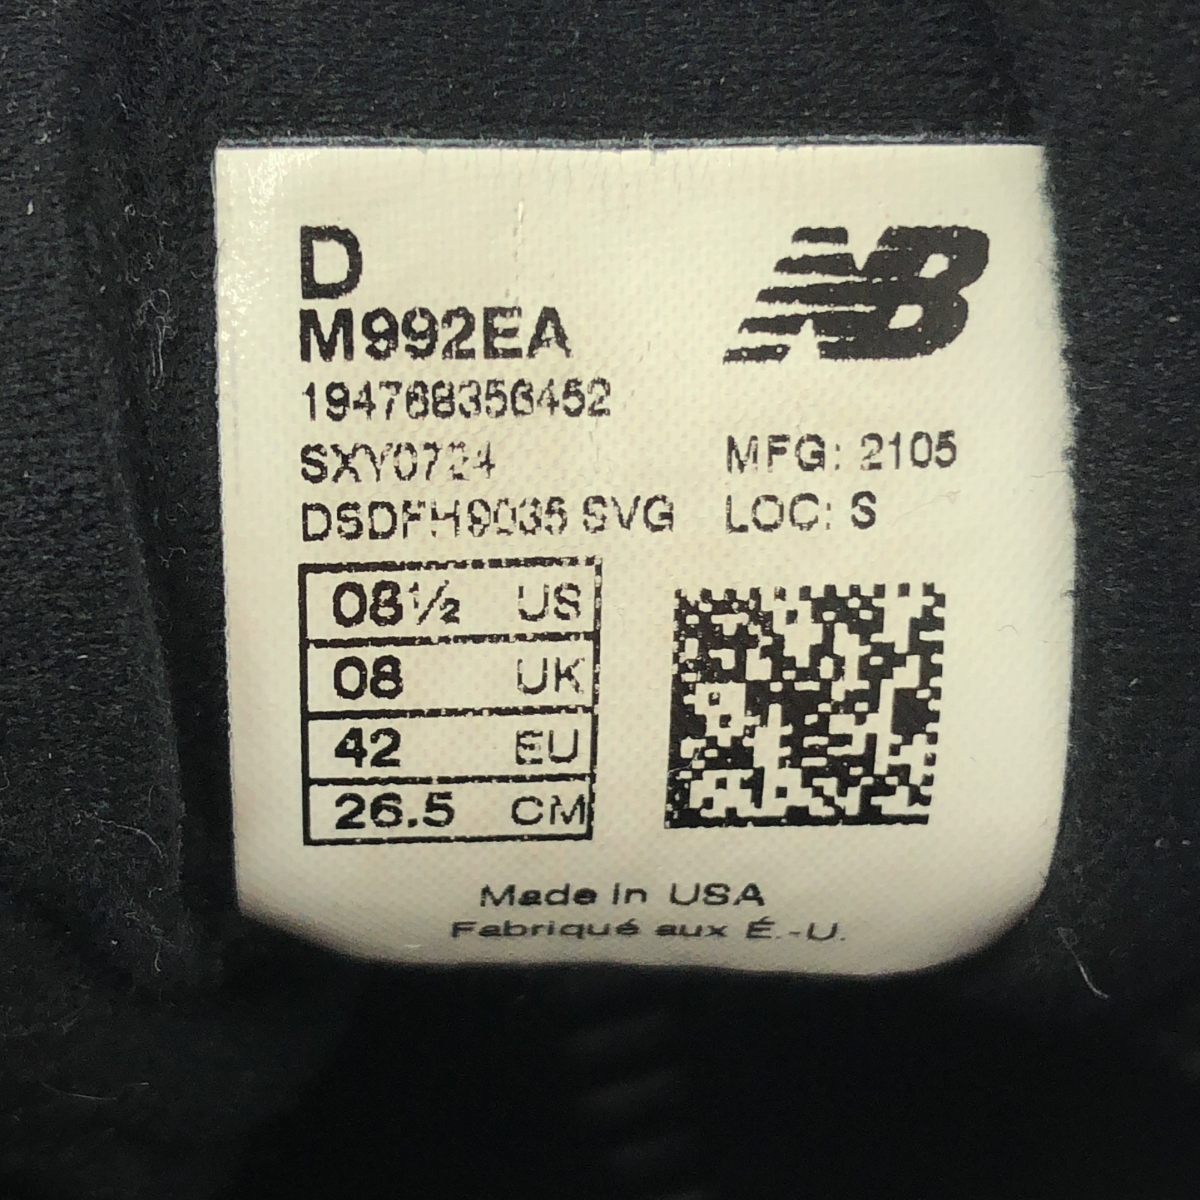 D
NB
M992EA
194768356452
SXY0724
MFG: 2105
DSDFH9035 SVG
LOC: S
08½ US
08 UK
42 EU
26.5 CM
Made in USA
Fabriqué aux É.-U.